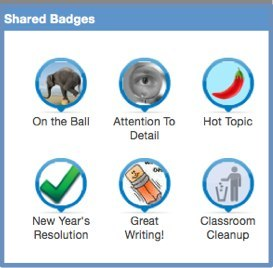 Shared Badges
On the Ball
Attention To
Detail
Hot Topic
New Year's
Resolution
Great
Writing!
Classroom
Cleanup